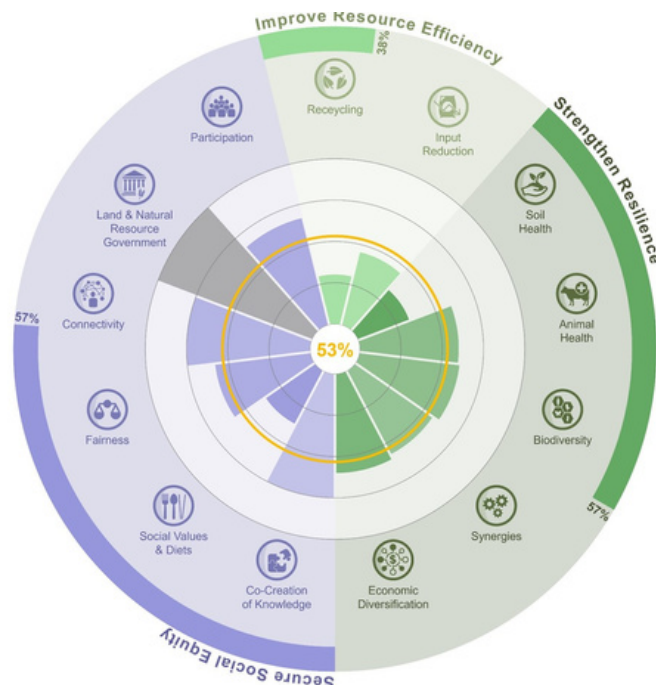 Improve Resource Efficiency
38%
Receycling
Input
Reduction
Strengthen Resilience
Soil
Health
Animal
Health
Biodiversity
57%
Synergies
Economic
Diversification
Participation
Land & Natural
Resource
Government
Connectivity
57%
Fairness
Social Values
& Diets
Co-Creation
of Knowledge
Secure Social Equity
53%
$